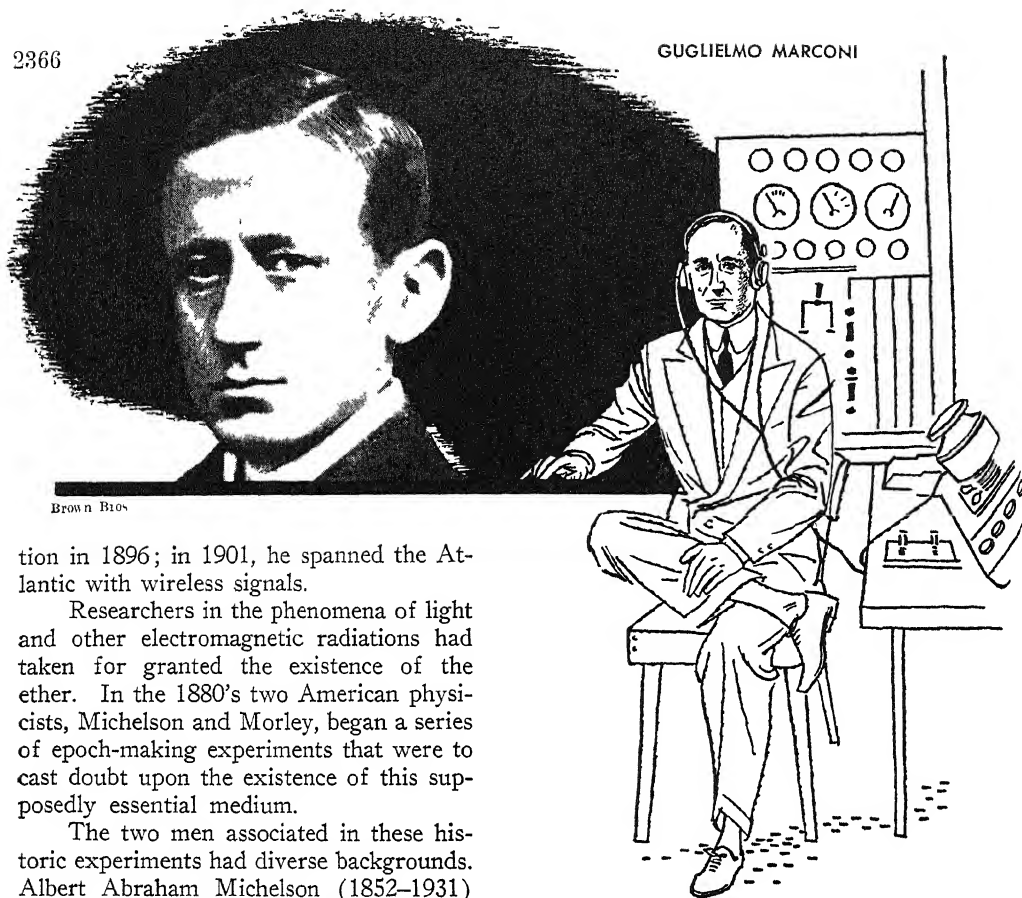 2366
GUGLIELMO MARCONI
Brown Bros
tion in 1896; in 1901, he spanned the At-
lantic with wireless signals.
Researchers in the phenomena of light
and other electromagnetic radiations had
taken for granted the existence of the
ether. In the 1880's two American physi-
cists, Michelson and Morley, began a series
of epoch-making experiments that were to
cast doubt upon the existence of this sup-
posedly essential medium.
The two men associated in these his-
toric experiments had diverse backgrounds.
Albert Abraham Michelson (1852–1931)